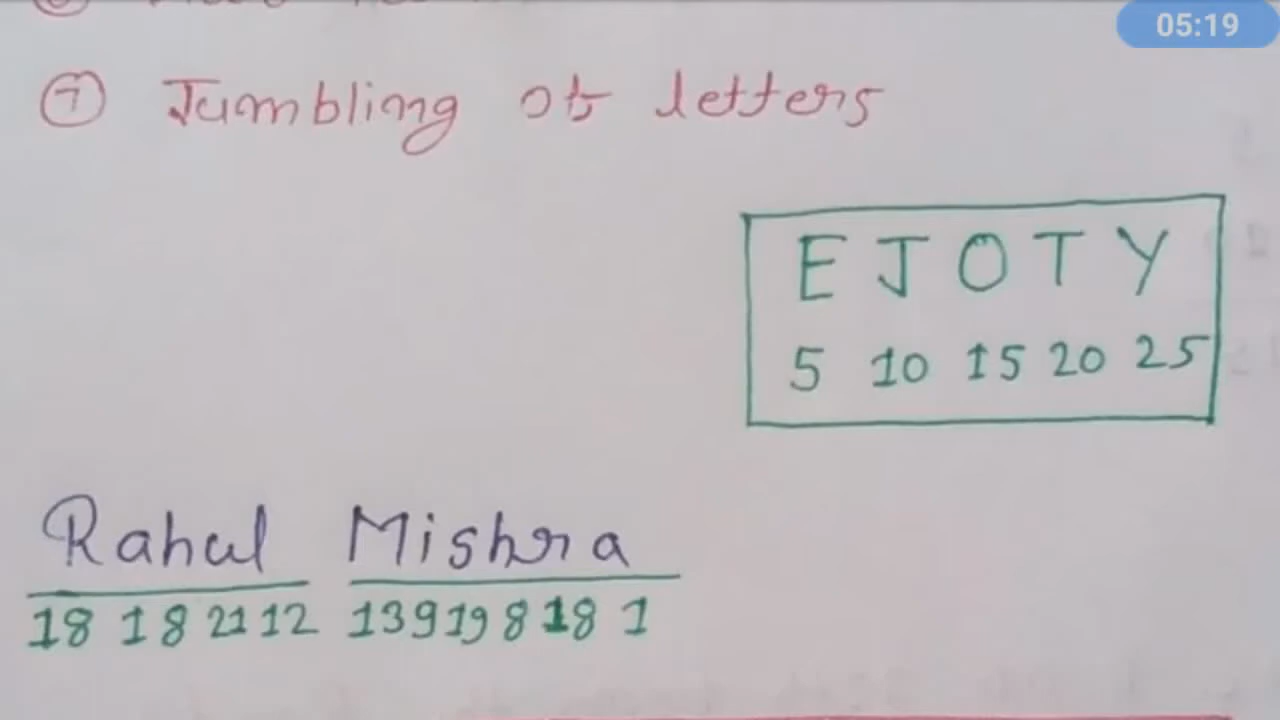 05:19
⑦ Jumbling of letters
E J O T Y
5 10 15 20 25
Rahul Mishra
18 1 8 21 12 13 9 19 8 18 1